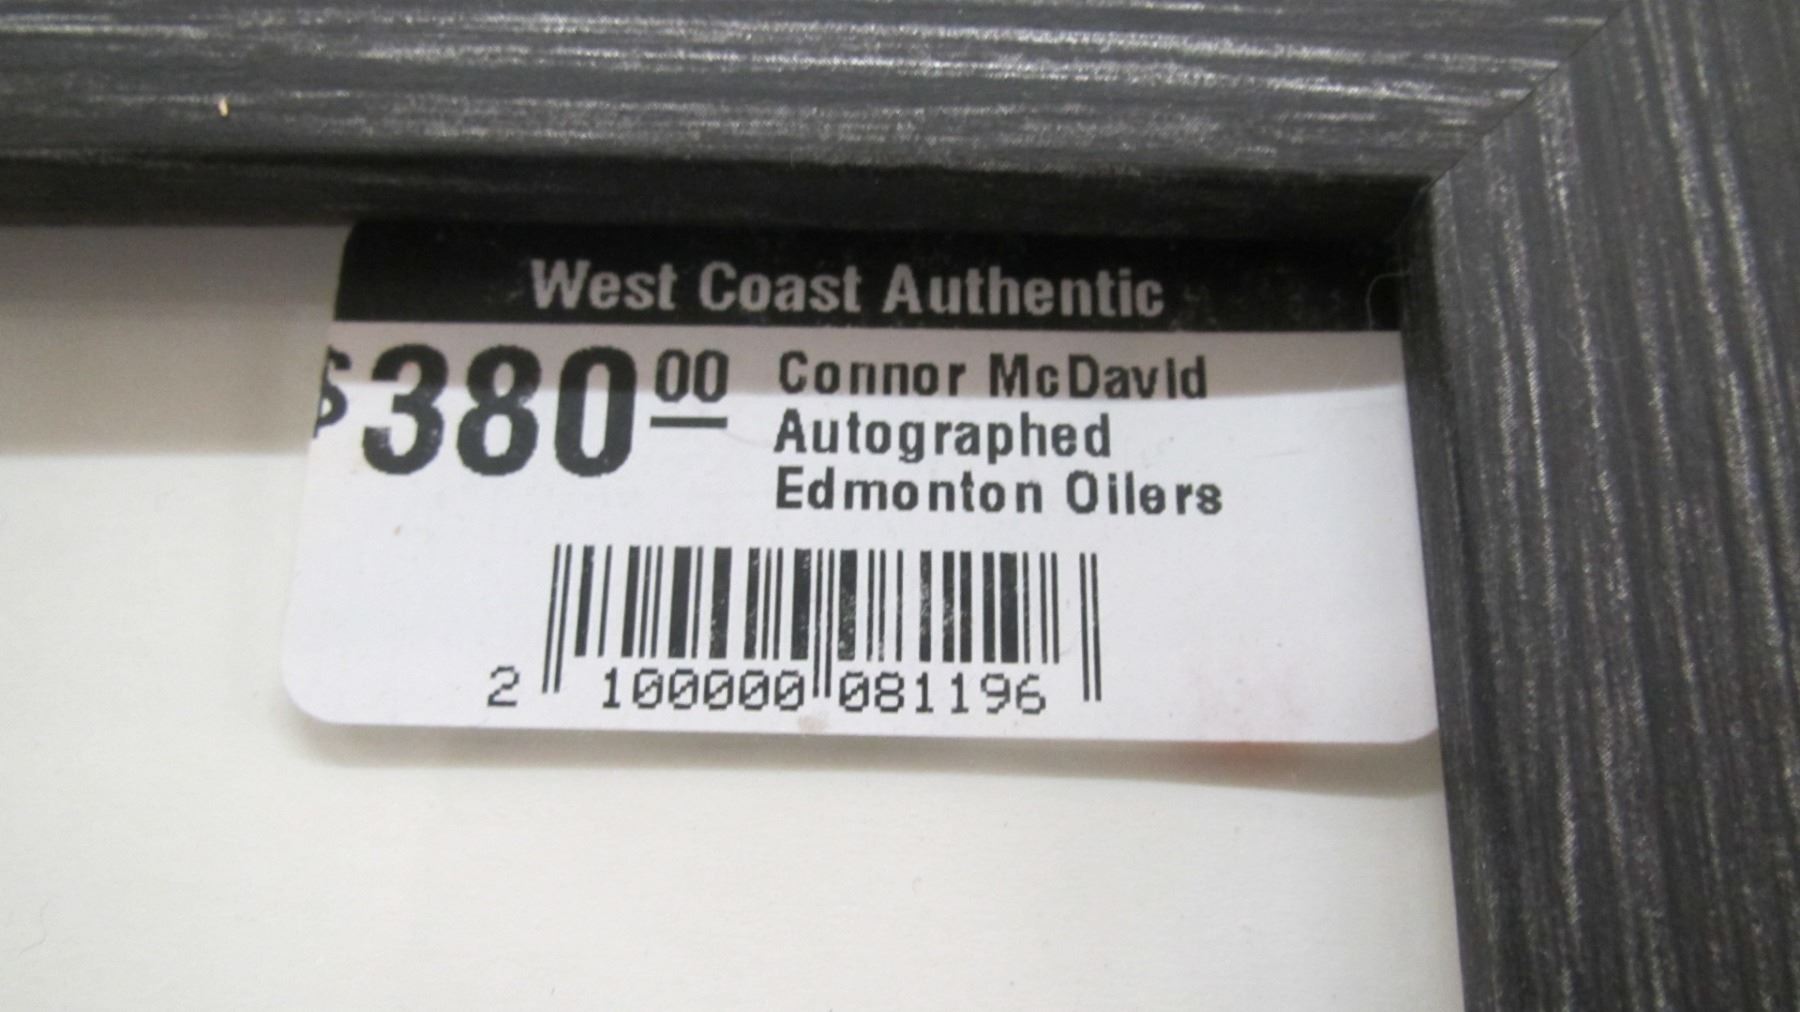 West Coast Authentic
$380 00 Connor McDavid
Autographed
Edmonton Oilers
2 100000 081196